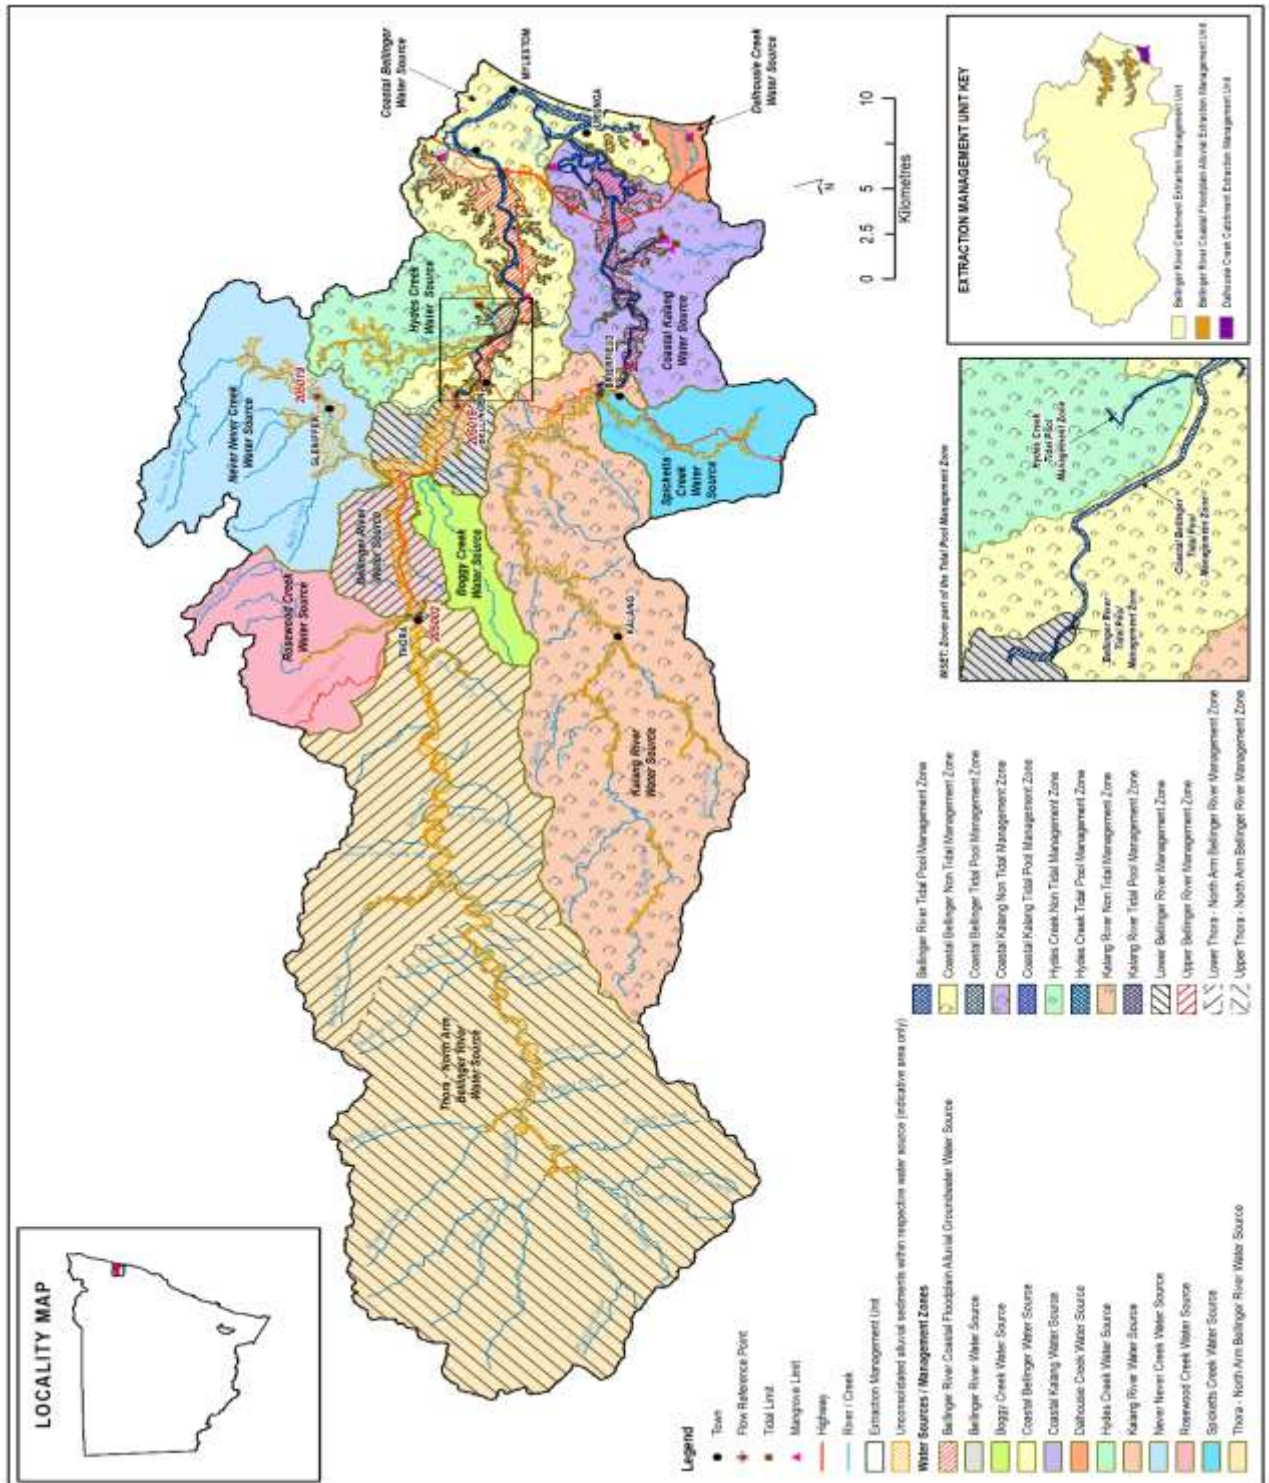 LOCALITY MAP
Coastal Bellinger
Water Source
MYLESTOM
URUNGA
Dalhousie Creek
Water Source
Hydes Creek
Water Source
Never Never Creek
Water Source
205019
GLENIFFER
BELLINGEN
Coastal Kalang
Water Source
BRIERFIELD
Spicketts
Creek
Water
Source
Bellinger River
Water Source
Boggy Creek
Water Source
Rosewood Creek
Water Source
THORA
205002
KALANG
Kalang River
Water Source
Thora - North Arm
Bellinger River
Water Source
N
0
2.5
5
10
Kilometres
EXTRACTION MANAGEMENT UNIT KEY
Bellinger River Catchment Extraction Management Unit
Bellinger River Coastal Floodplain Alluvial Extraction Management Unit
Dalhousie Creek Catchment Extraction Management Unit
INSET: Zoom part of the Tidal Pool Management Zone
Hydes Creek
Tidal Pool
Management Zone
Coastal Bellinger
Tidal Pool
Management Zone
Bellinger River
Tidal Pool
Management Zone
Legend
Town
Flow Reference Point
Tidal Limit
Mangrove Limit
Highway
River / Creek
Extraction Management Unit
Unconsolidated alluvial sediments within respective water source (indicative area only)
Water Sources / Management Zones
Bellinger River Coastal Floodplain Alluvial Groundwater Water Source
Bellinger River Water Source
Boggy Creek Water Source
Coastal Bellinger Water Source
Coastal Kalang Water Source
Dalhousie Creek Water Source
Hydes Creek Water Source
Kalang River Water Source
Never Never Creek Water Source
Rosewood Creek Water Source
Spicketts Creek Water Source
Thora - North Arm Bellinger River Water Source
Bellinger River Tidal Pool Management Zone
Coastal Bellinger Non Tidal Management Zone
Coastal Bellinger Tidal Pool Management Zone
Coastal Kalang Non Tidal Management Zone
Coastal Kalang Tidal Pool Management Zone
Hydes Creek Non Tidal Management Zone
Hydes Creek Tidal Pool Management Zone
Kalang River Non Tidal Management Zone
Kalang River Tidal Pool Management Zone
Lower Bellinger River Management Zone
Upper Bellinger River Management Zone
Lower Thora - North Arm Bellinger River Management Zone
Upper Thora - North Arm Bellinger River Management Zone